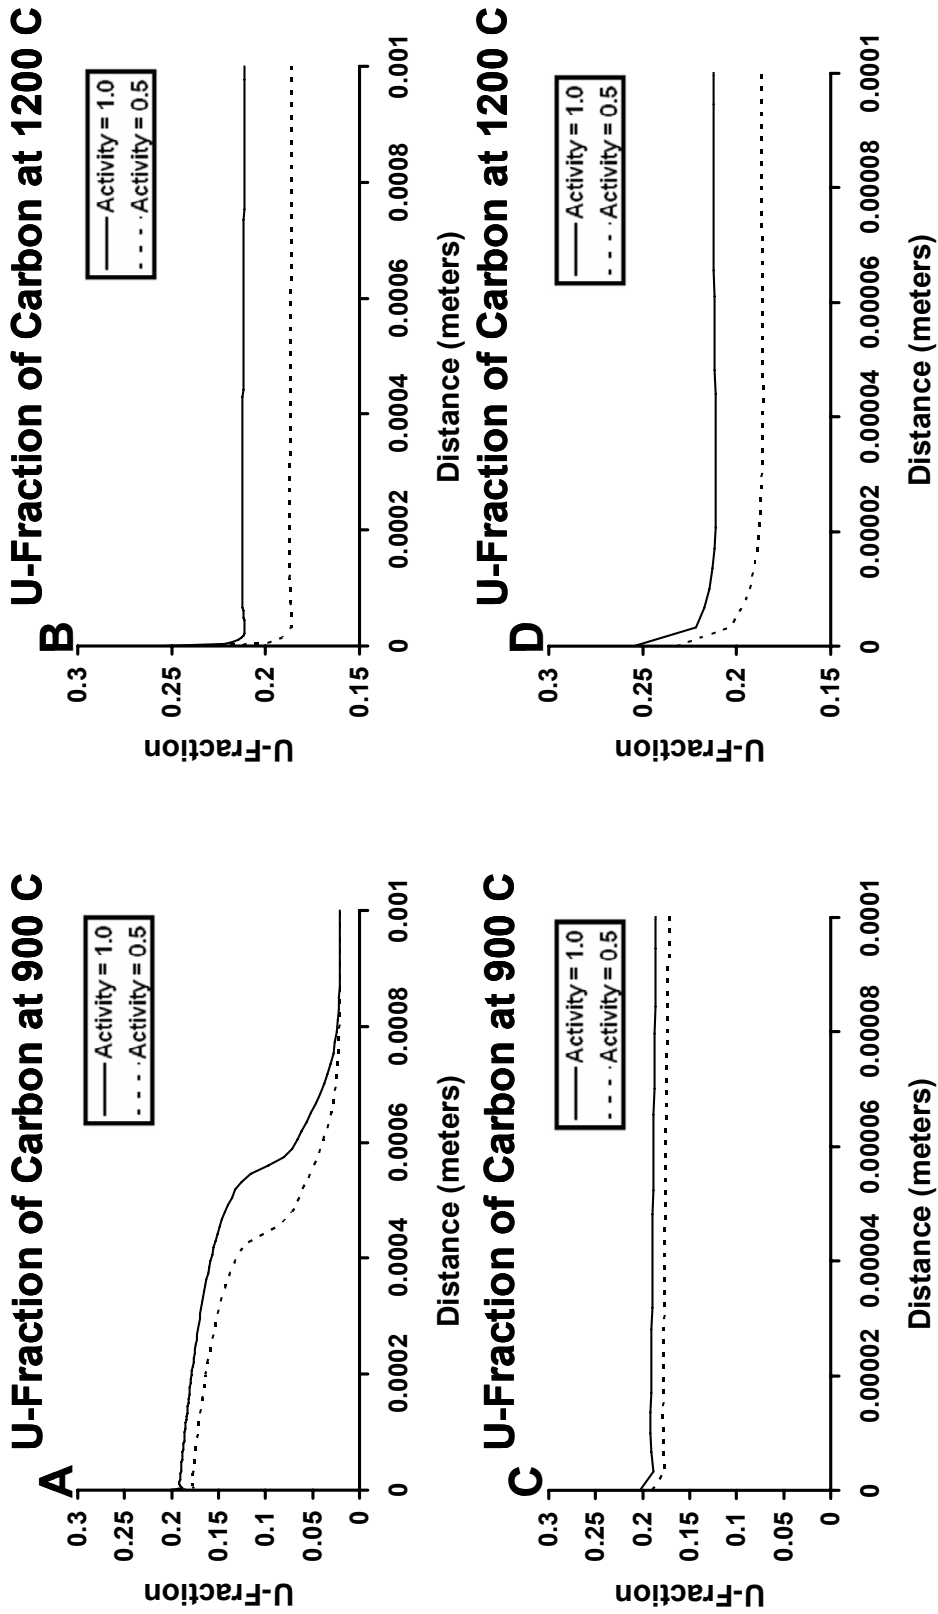 A
U-Fraction of Carbon at 900 C
U-Fraction
0.3
0.25
0.2
0.15
0.1
0.05
0
Activity = 1.0
Activity = 0.5
0 0.0002 0.0004 0.0006 0.0008 0.001
Distance (meters)
B
U-Fraction of Carbon at 1200 C
U-Fraction
0.3
0.25
0.2
0.15
Activity = 1.0
Activity = 0.5
0 0.0002 0.0004 0.0006 0.0008 0.001
Distance (meters)
C
U-Fraction of Carbon at 900 C
U-Fraction
0.3
0.25
0.2
0.15
0.1
0.05
0
Activity = 1.0
Activity = 0.5
0 0.00002 0.00004 0.00006 0.00008 0.0001
Distance (meters)
D
U-Fraction of Carbon at 1200 C
U-Fraction
0.3
0.25
0.2
0.15
Activity = 1.0
Activity = 0.5
0 0.00002 0.00004 0.00006 0.00008 0.0001
Distance (meters)